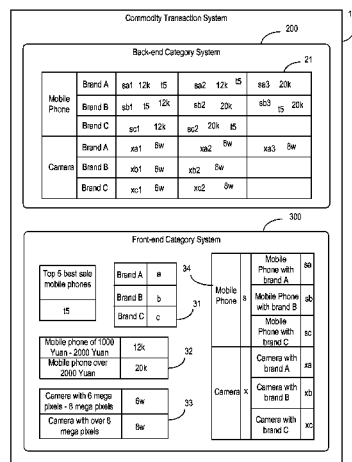 Commodity Transaction System
1
200
Back-end Category System
21
Mobile Phone
Brand A sa1 12k t5 sa2 12k t5 sa3 20k
Brand B sb1 t5 12k sb2 20k sb3 t5 20k
Brand C sc1 12k sc2 20k t5
Camera
Brand A xa1 6w xa2 8w xa3 8w
Brand B xb1 6w xb2 8w
Brand C xc1 6w xc2 8w
300
Front-end Category System
Top 5 best sale mobile phones
t5
Brand A a
Brand B b
Brand C c
31
34
Mobile Phone s
Mobile Phone with brand A sa
Mobile Phone with brand B sb
Mobile Phone with brand C sc
Camera x
Camera with brand A xa
Camera with brand B xb
Camera with brand C xc
Mobile phone of 1000 Yuan - 2000 Yuan 12k
Mobile phone over 2000 Yuan 20k
32
Camera with 6 mega pixels - 8 mega pixels 6w
Camera with over 8 mega pixels 8w
33